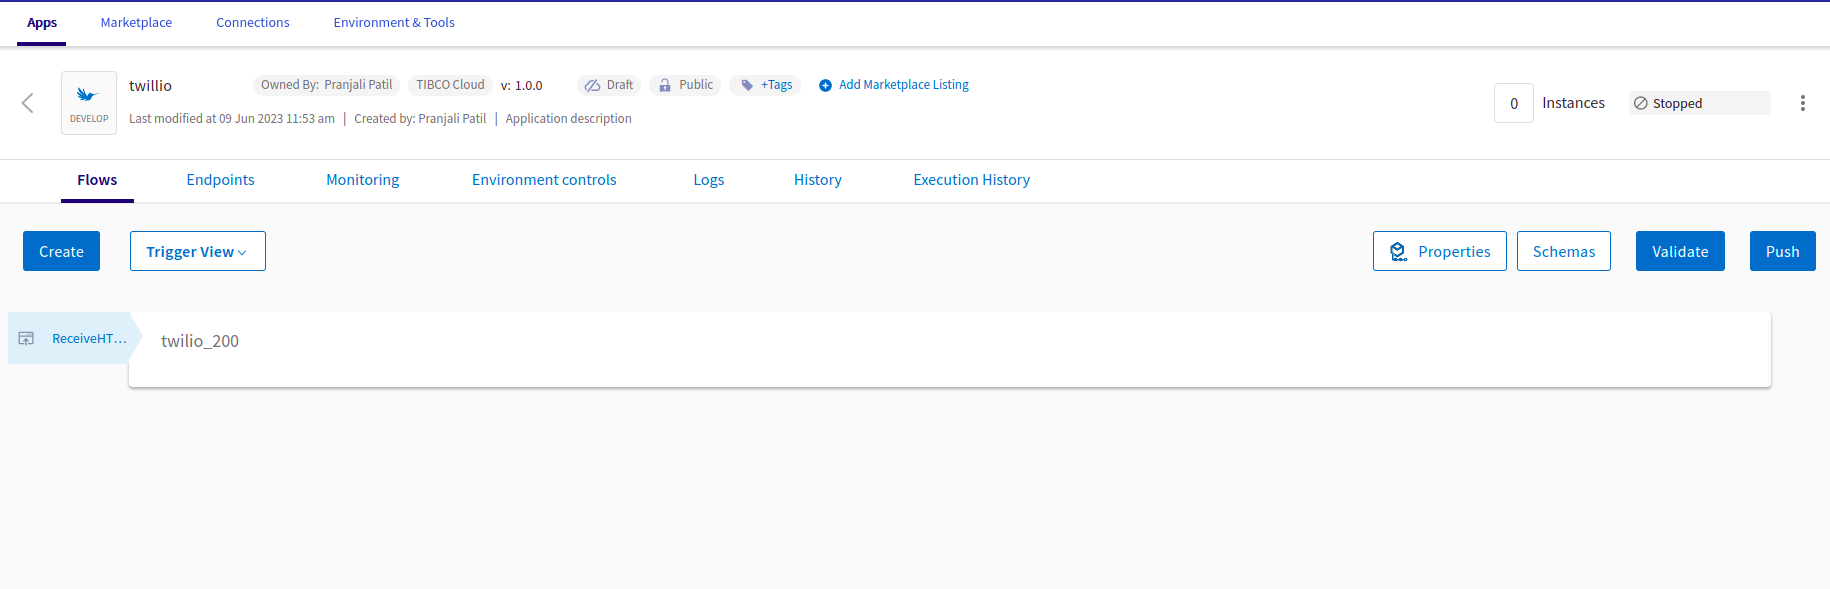 Apps Marketplace Connections Environment & Tools
twillio Owned By: Pranjali Patil TIBCO Cloud v: 1.0.0 Draft Public +Tags Add Marketplace Listing
DEVELOP Last modified at 09 Jun 2023 11:53 am | Created by: Pranjali Patil | Application description
0 Instances Stopped
Flows Endpoints Monitoring Environment controls Logs History Execution History
Create Trigger View Properties Schemas Validate Push
ReceiveHT... twilio_200